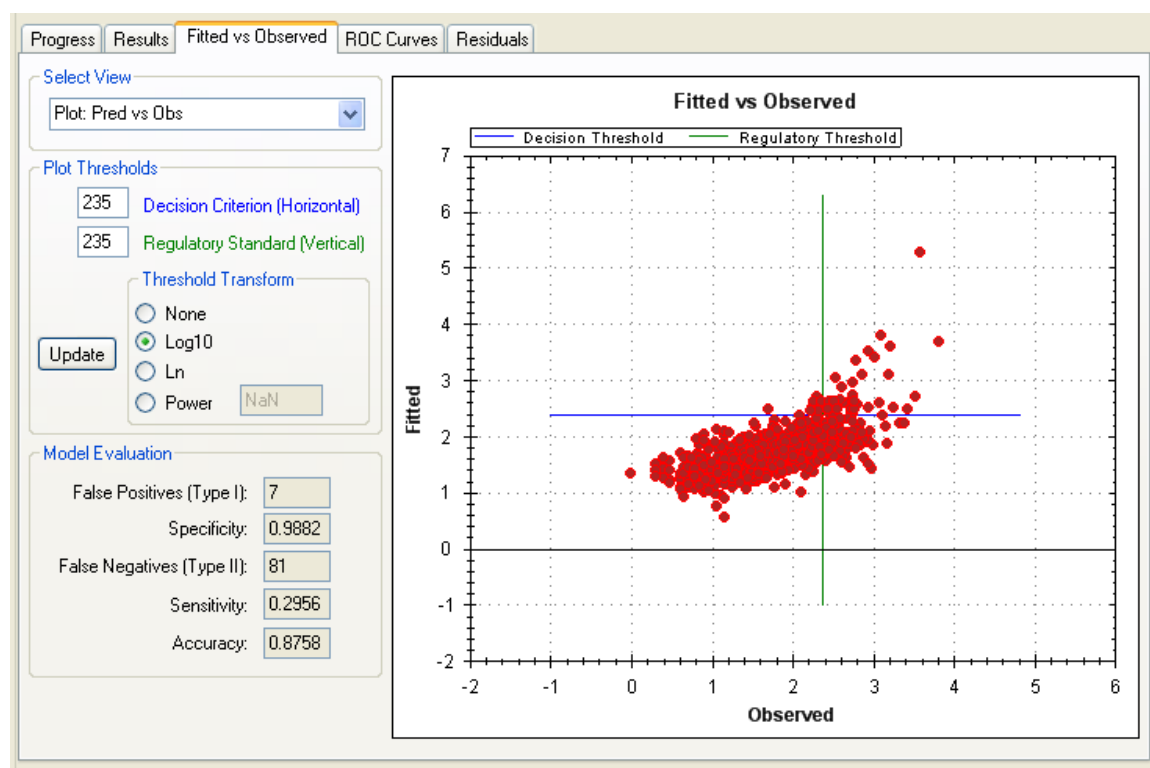 Progress Results Fitted vs Observed ROC Curves Residuals
Select View
Plot: Pred vs Obs
Plot Thresholds
235 Decision Criterion (Horizontal)
235 Regulatory Standard (Vertical)
Threshold Transform
None
Log10
Update
Ln
Power NaN
Model Evaluation
False Positives (Type I): 7
Specificity: 0.9882
False Negatives (Type II): 81
Sensitivity: 0.2956
Accuracy: 0.8758
Fitted vs Observed
Decision Threshold Regulatory Threshold
7
6
5
4
3
2
1
0
-1
-2
Fitted
-2 -1 0 1 2 3 4 5 6
Observed